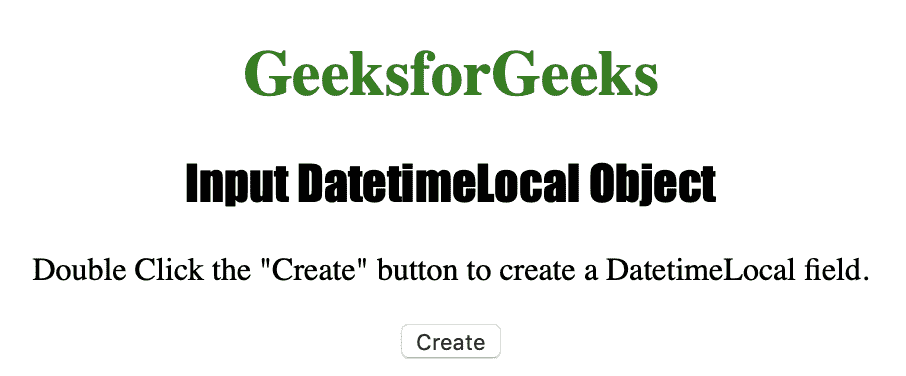 GeeksforGeeks
Input DatetimeLocal Object
Double Click the "Create" button to create a DatetimeLocal field.
Create